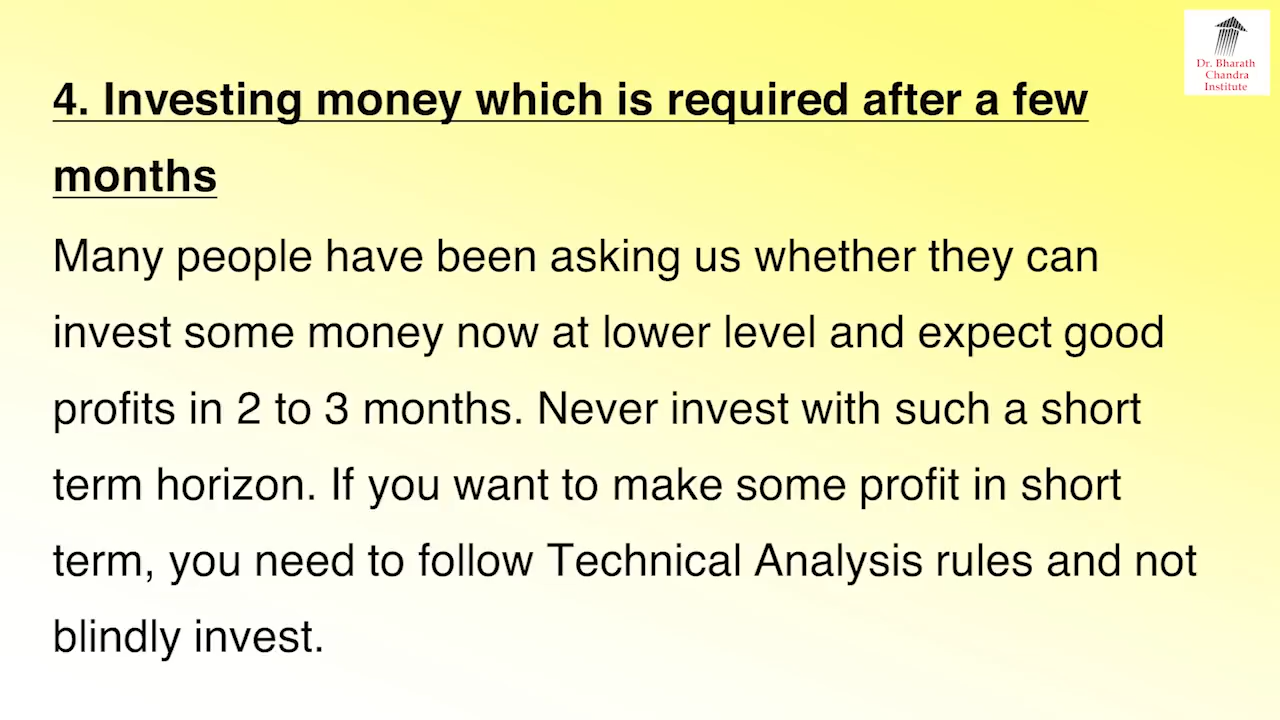 Dr. Bharath
Chandra
Institute
4. Investing money which is required after a few
months
Many people have been asking us whether they can
invest some money now at lower level and expect good
profits in 2 to 3 months. Never invest with such a short
term horizon. If you want to make some profit in short
term, you need to follow Technical Analysis rules and not
blindly invest.